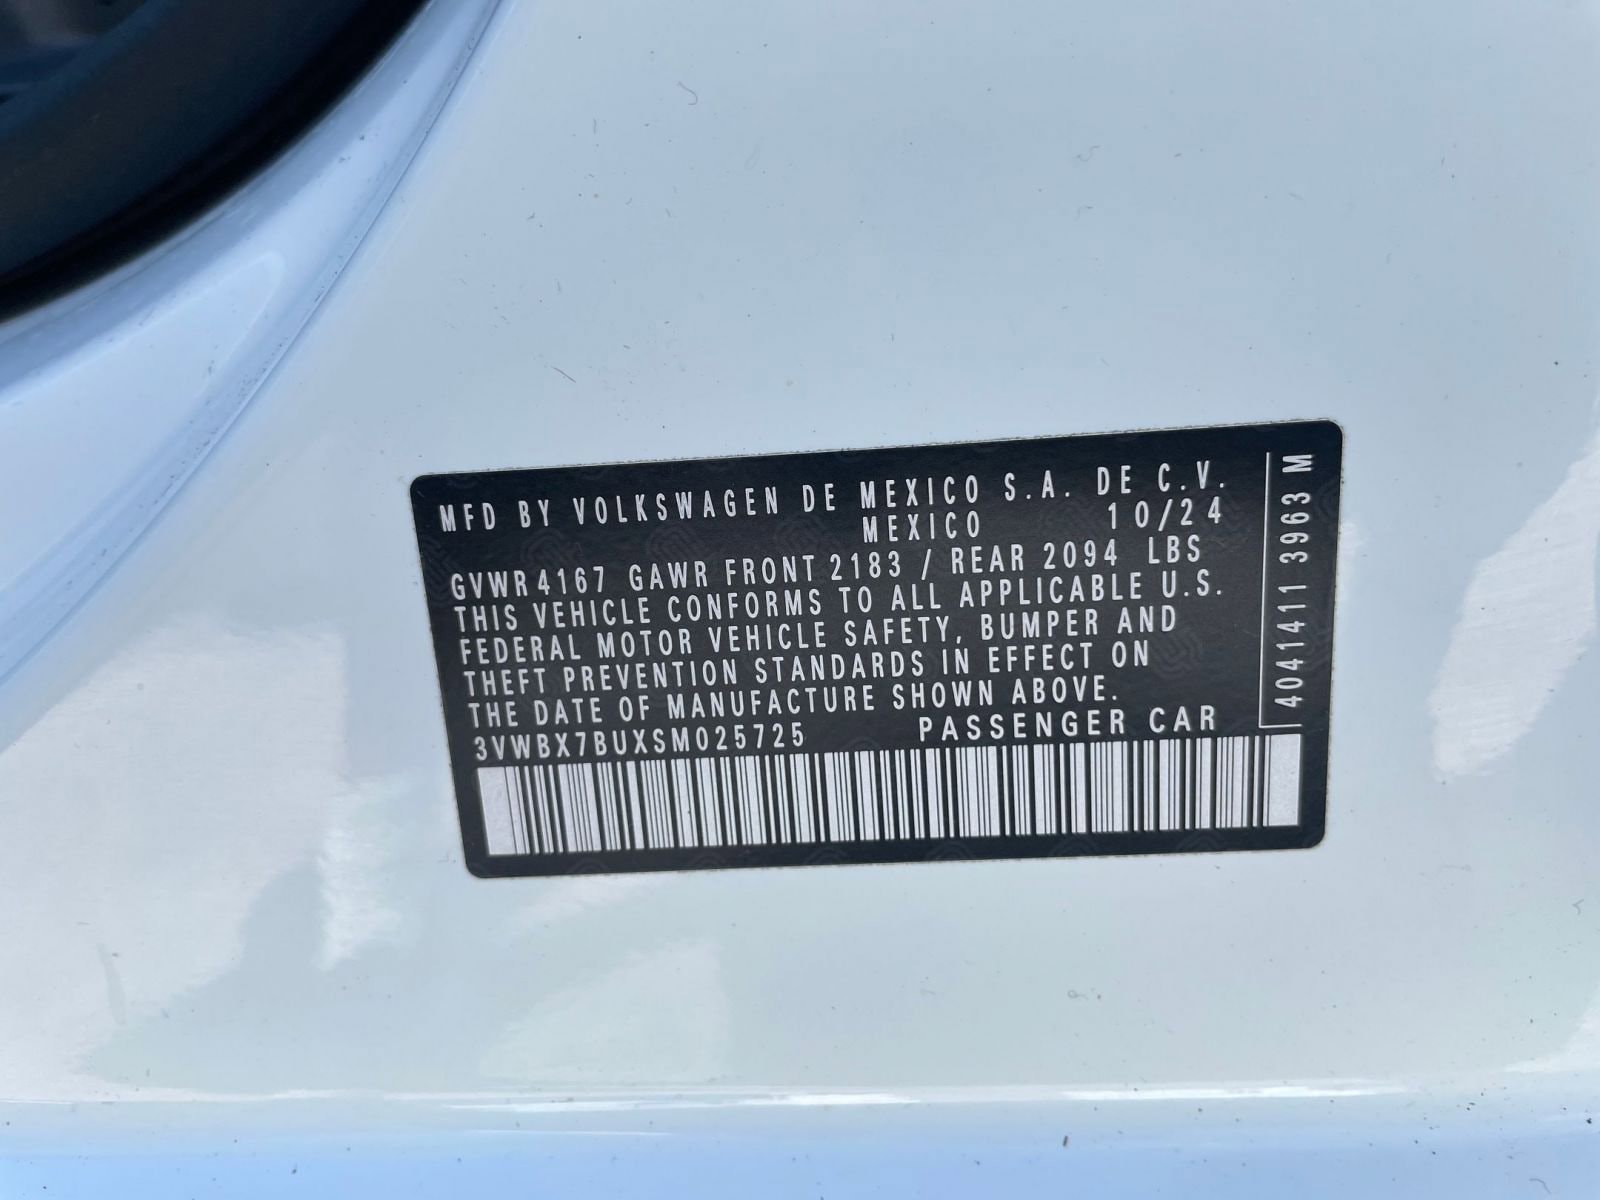 MFD BY VOLKSWAGEN DE MEXICO S.A. DE C.V.
MEXICO 10/24
GVWR 4167 GAWR FRONT 2183 / REAR 2094 LBS
THIS VEHICLE CONFORMS TO ALL APPLICABLE U.S.
FEDERAL MOTOR VEHICLE SAFETY, BUMPER AND
THEFT PREVENTION STANDARDS IN EFFECT ON
THE DATE OF MANUFACTURE SHOWN ABOVE.
3VWBX7BUXSM025725 PASSENGER CAR
4041411 3963 M